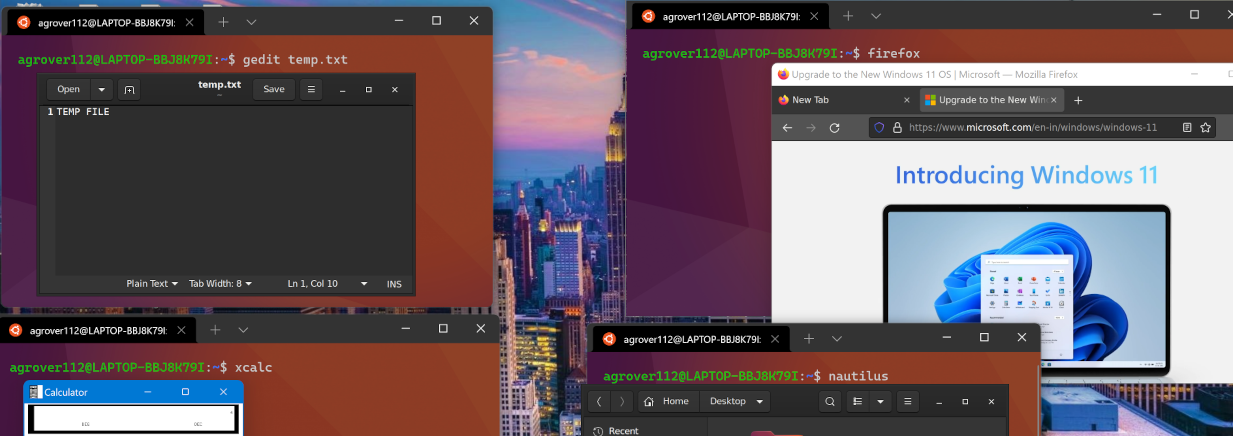 agrover112@LAPTOP-BBJ8K79I:
agrover112@LAPTOP-BBJ8K79I:~$ gedit temp.txt
Open
temp.txt
~
Save
1 TEMP FILE
Plain Text
Tab Width: 8
Ln 1, Col 10
INS
agrover112@LAPTOP-BBJ8K79I:
agrover112@LAPTOP-BBJ8K79I:~$ firefox
Upgrade to the New Windows 11 OS | Microsoft — Mozilla Firefox
New Tab
Upgrade to the New Win
https://www.microsoft.com/en-in/windows/windows-11
Introducing Windows 11
agrover112@LAPTOP-BBJ8K79I:
agrover112@LAPTOP-BBJ8K79I:~$ xcalc
Calculator
DEC
agrover112@LAPTOP-BBJ8K79I:
agrover112@LAPTOP-BBJ8K79I:~$ nautilus
Home
Desktop
Recent